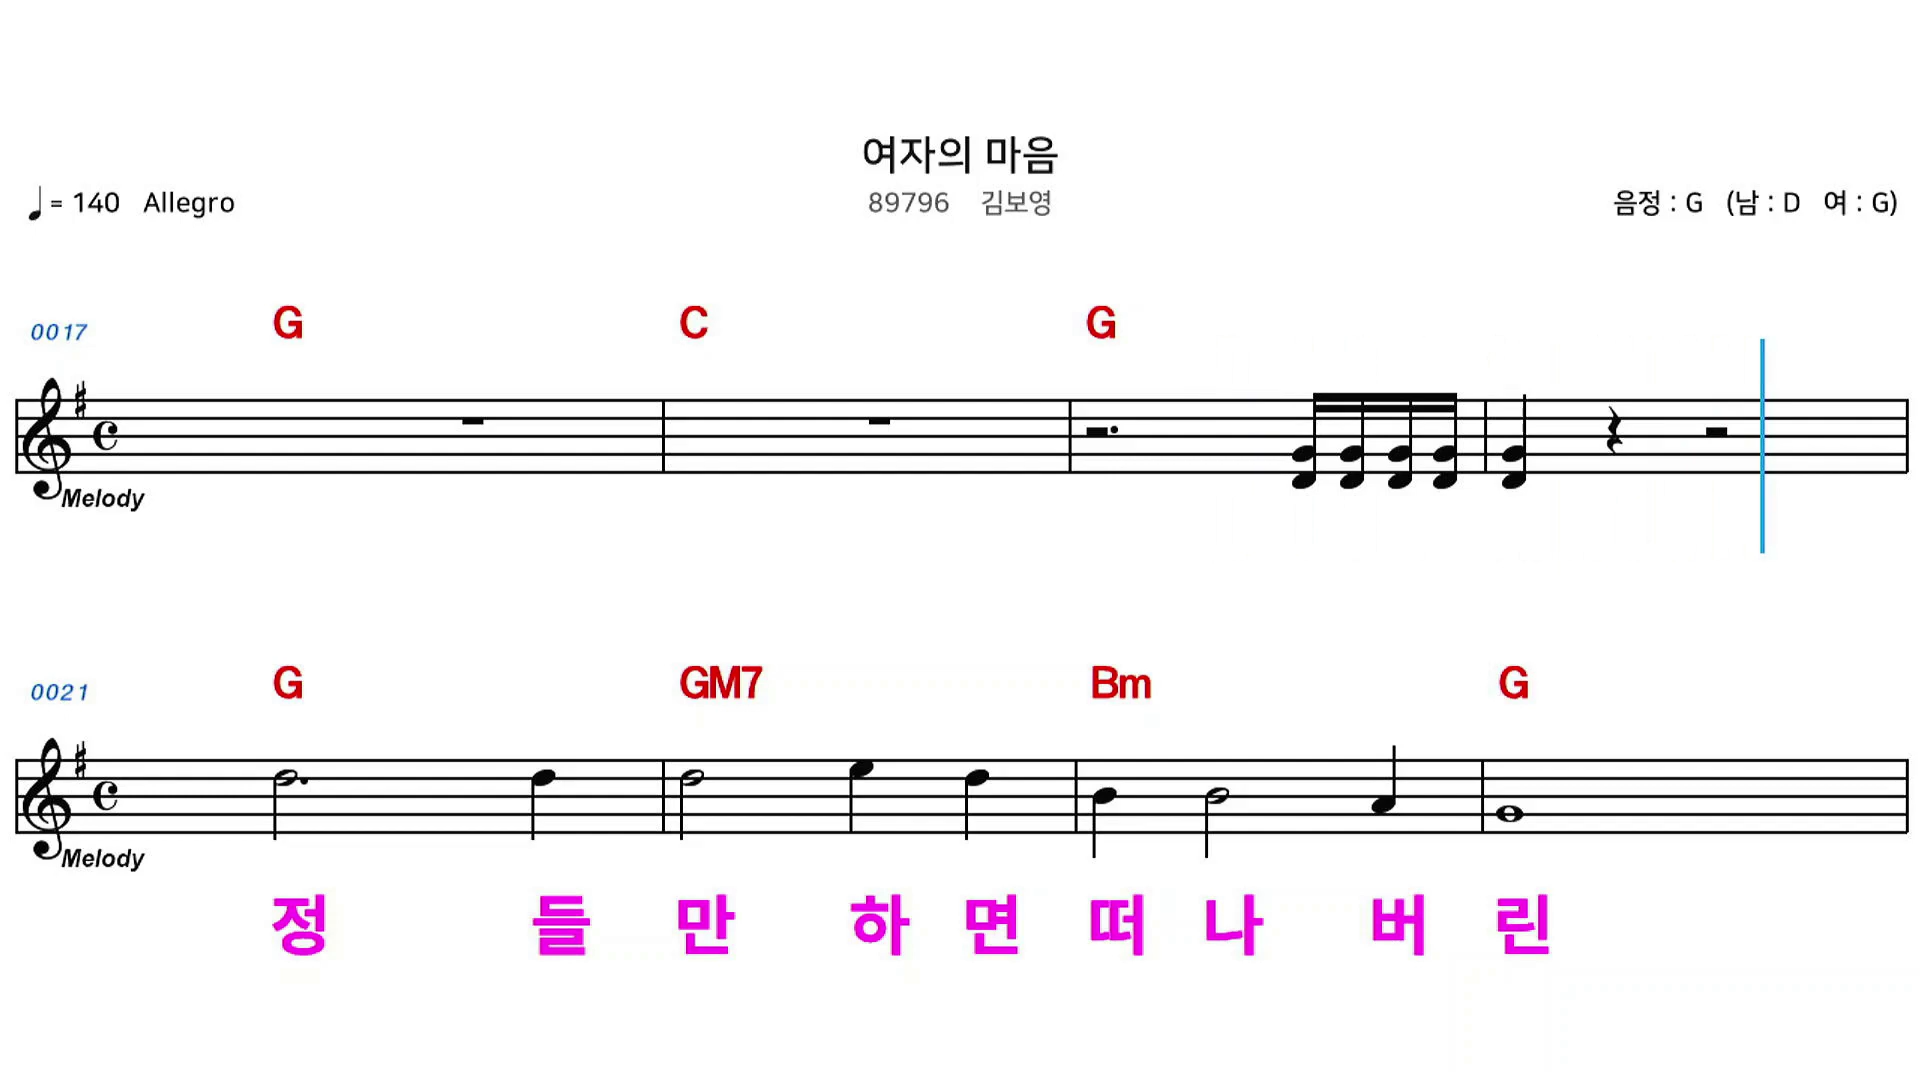 여자의 마음
♩ = 140 Allegro 89796 김보영 음정 : G (남 : D 여 : G)
0017 G C G
Melody
0021 G GM7 Bm G
Melody
정 들 만 하 면 떠 나 버 린